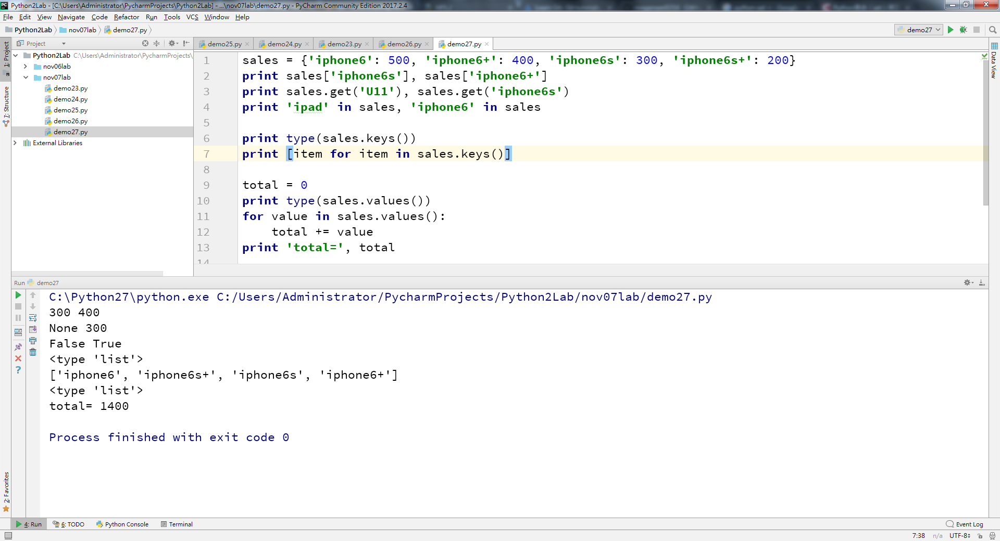 Python2Lab - [C:\Users\Administrator\PycharmProjects\Python2Lab] - ...\nov07lab\demo27.py - PyCharm Community Edition 2017.2.4
File Edit View Navigate Code Refactor Run Tools VCS Window Help
Python2Lab nov07lab demo27.py demo27
1: Project
7: Structure
2: Favorites
Data View
Project
Python2Lab C:\Users\Administrator\PycharmProjects\
nov06lab
nov07lab
demo23.py
demo24.py
demo25.py
demo26.py
demo27.py
External Libraries
demo25.py demo24.py demo23.py demo26.py demo27.py
1 sales = {'iphone6': 500, 'iphone6+': 400, 'iphone6s': 300, 'iphone6s+': 200}
2 print sales['iphone6s'], sales['iphone6+']
3 print sales.get('U11'), sales.get('iphone6s')
4 print 'ipad' in sales, 'iphone6' in sales
5
6 print type(sales.keys())
7 print [item for item in sales.keys()]
8
9 total = 0
10 print type(sales.values())
11 for value in sales.values():
12     total += value
13 print 'total=', total
14
Run demo27
C:\Python27\python.exe C:/Users/Administrator/PycharmProjects/Python2Lab/nov07lab/demo27.py
300 400
None 300
False True
<type 'list'>
['iphone6', 'iphone6s+', 'iphone6s', 'iphone6+']
<type 'list'>
total= 1400
Process finished with exit code 0
4: Run 6: TODO Python Console Terminal Event Log
7:38 n/a UTF-8